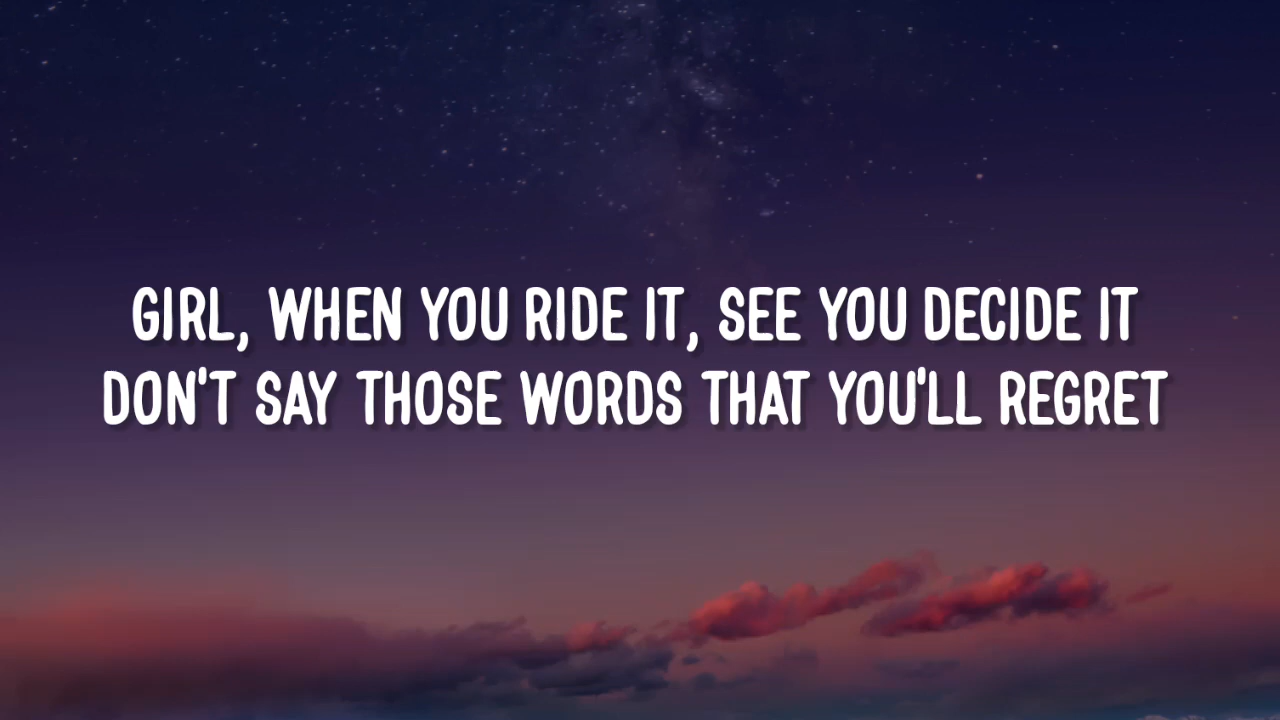 GIRL, WHEN YOU RIDE IT, SEE YOU DECIDE IT
DON'T SAY THOSE WORDS THAT YOU'LL REGRET